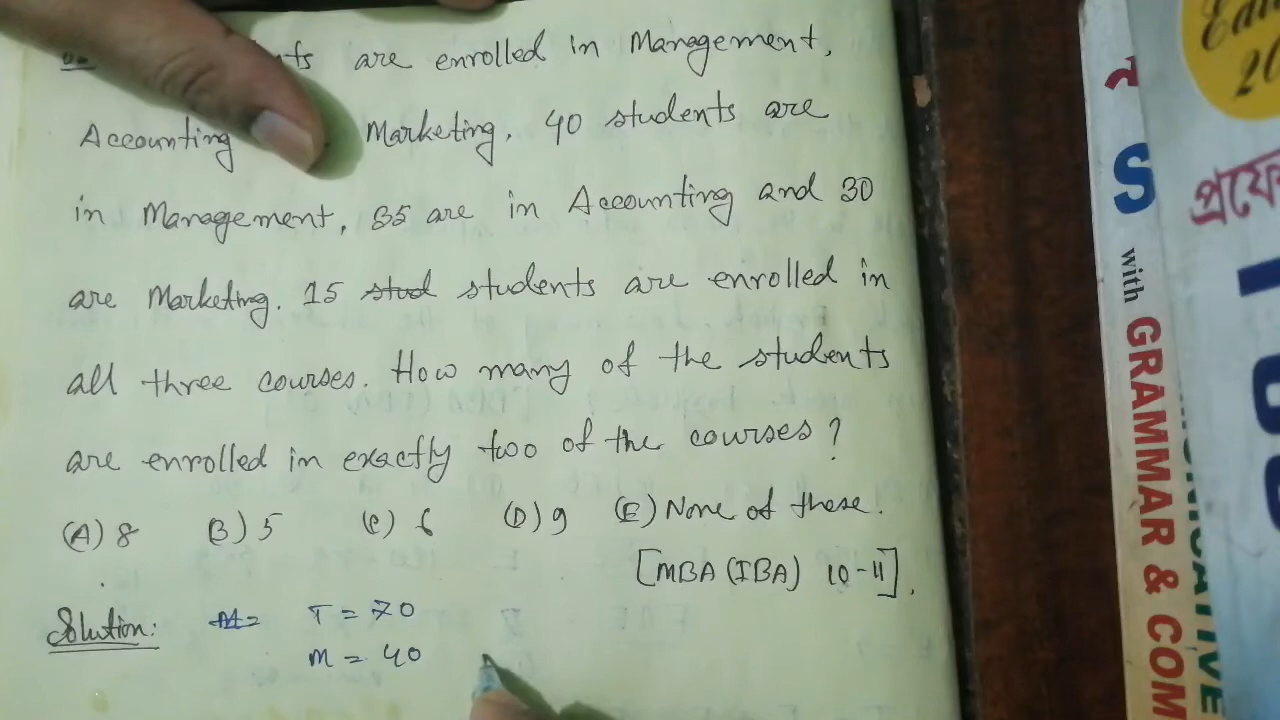 are enrolled in Management,
Accounting Marketing. 40 students are
in Management, 35 are in Accounting and 30
are Marketing. 15 stud students are enrolled in
all three courses. How many of the students
are enrolled in exactly two of the courses?
(A) 8 B) 5 (C) 6 (D) 9 (E) None of these.
[MBA (IBA) 10-11].
Solution: M= T = 70
M = 40
S with GRAMMAR & COM
প্রফে